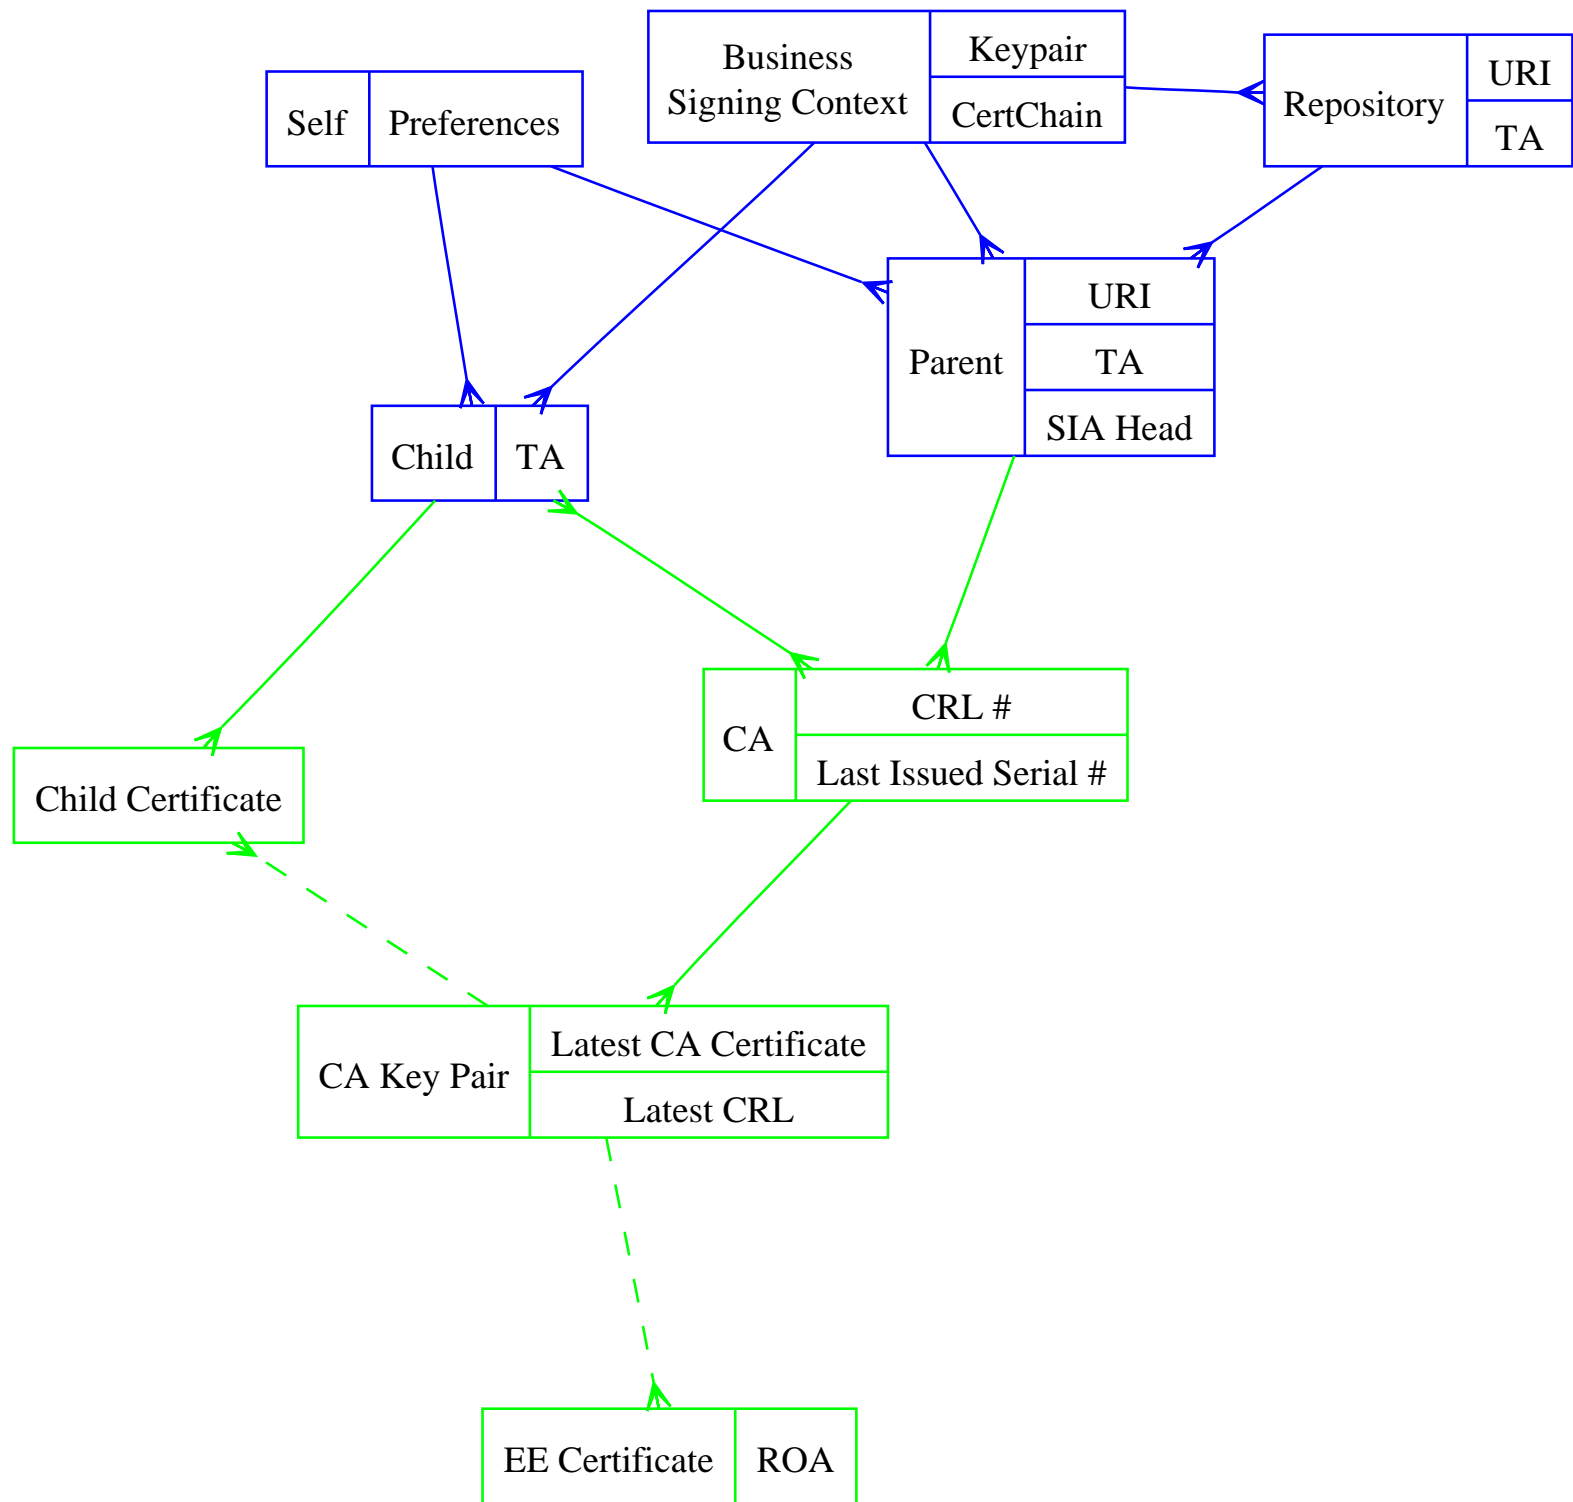 Business
Signing Context
Keypair
CertChain
Repository
URI
TA
Self
Preferences
Parent
URI
TA
SIA Head
Child
TA
CA
CRL #
Last Issued Serial #
Child Certificate
CA Key Pair
Latest CA Certificate
Latest CRL
EE Certificate
ROA